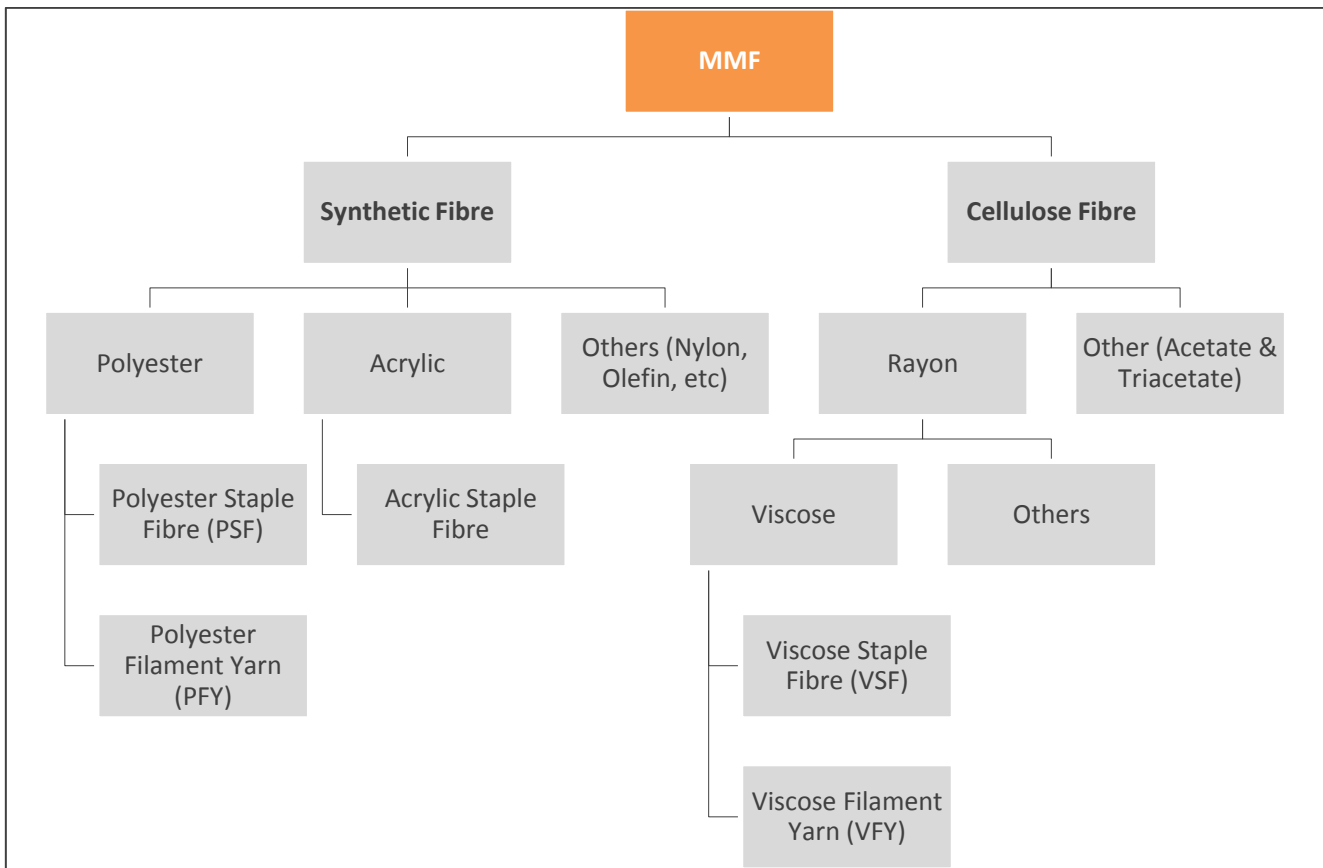 MMF
Synthetic Fibre
Cellulose Fibre
Polyester
Acrylic
Others (Nylon,
Olefin, etc)
Rayon
Other (Acetate &
Triacetate)
Polyester Staple
Fibre (PSF)
Acrylic Staple
Fibre
Viscose
Others
Polyester
Filament Yarn
(PFY)
Viscose Staple
Fibre (VSF)
Viscose Filament
Yarn (VFY)